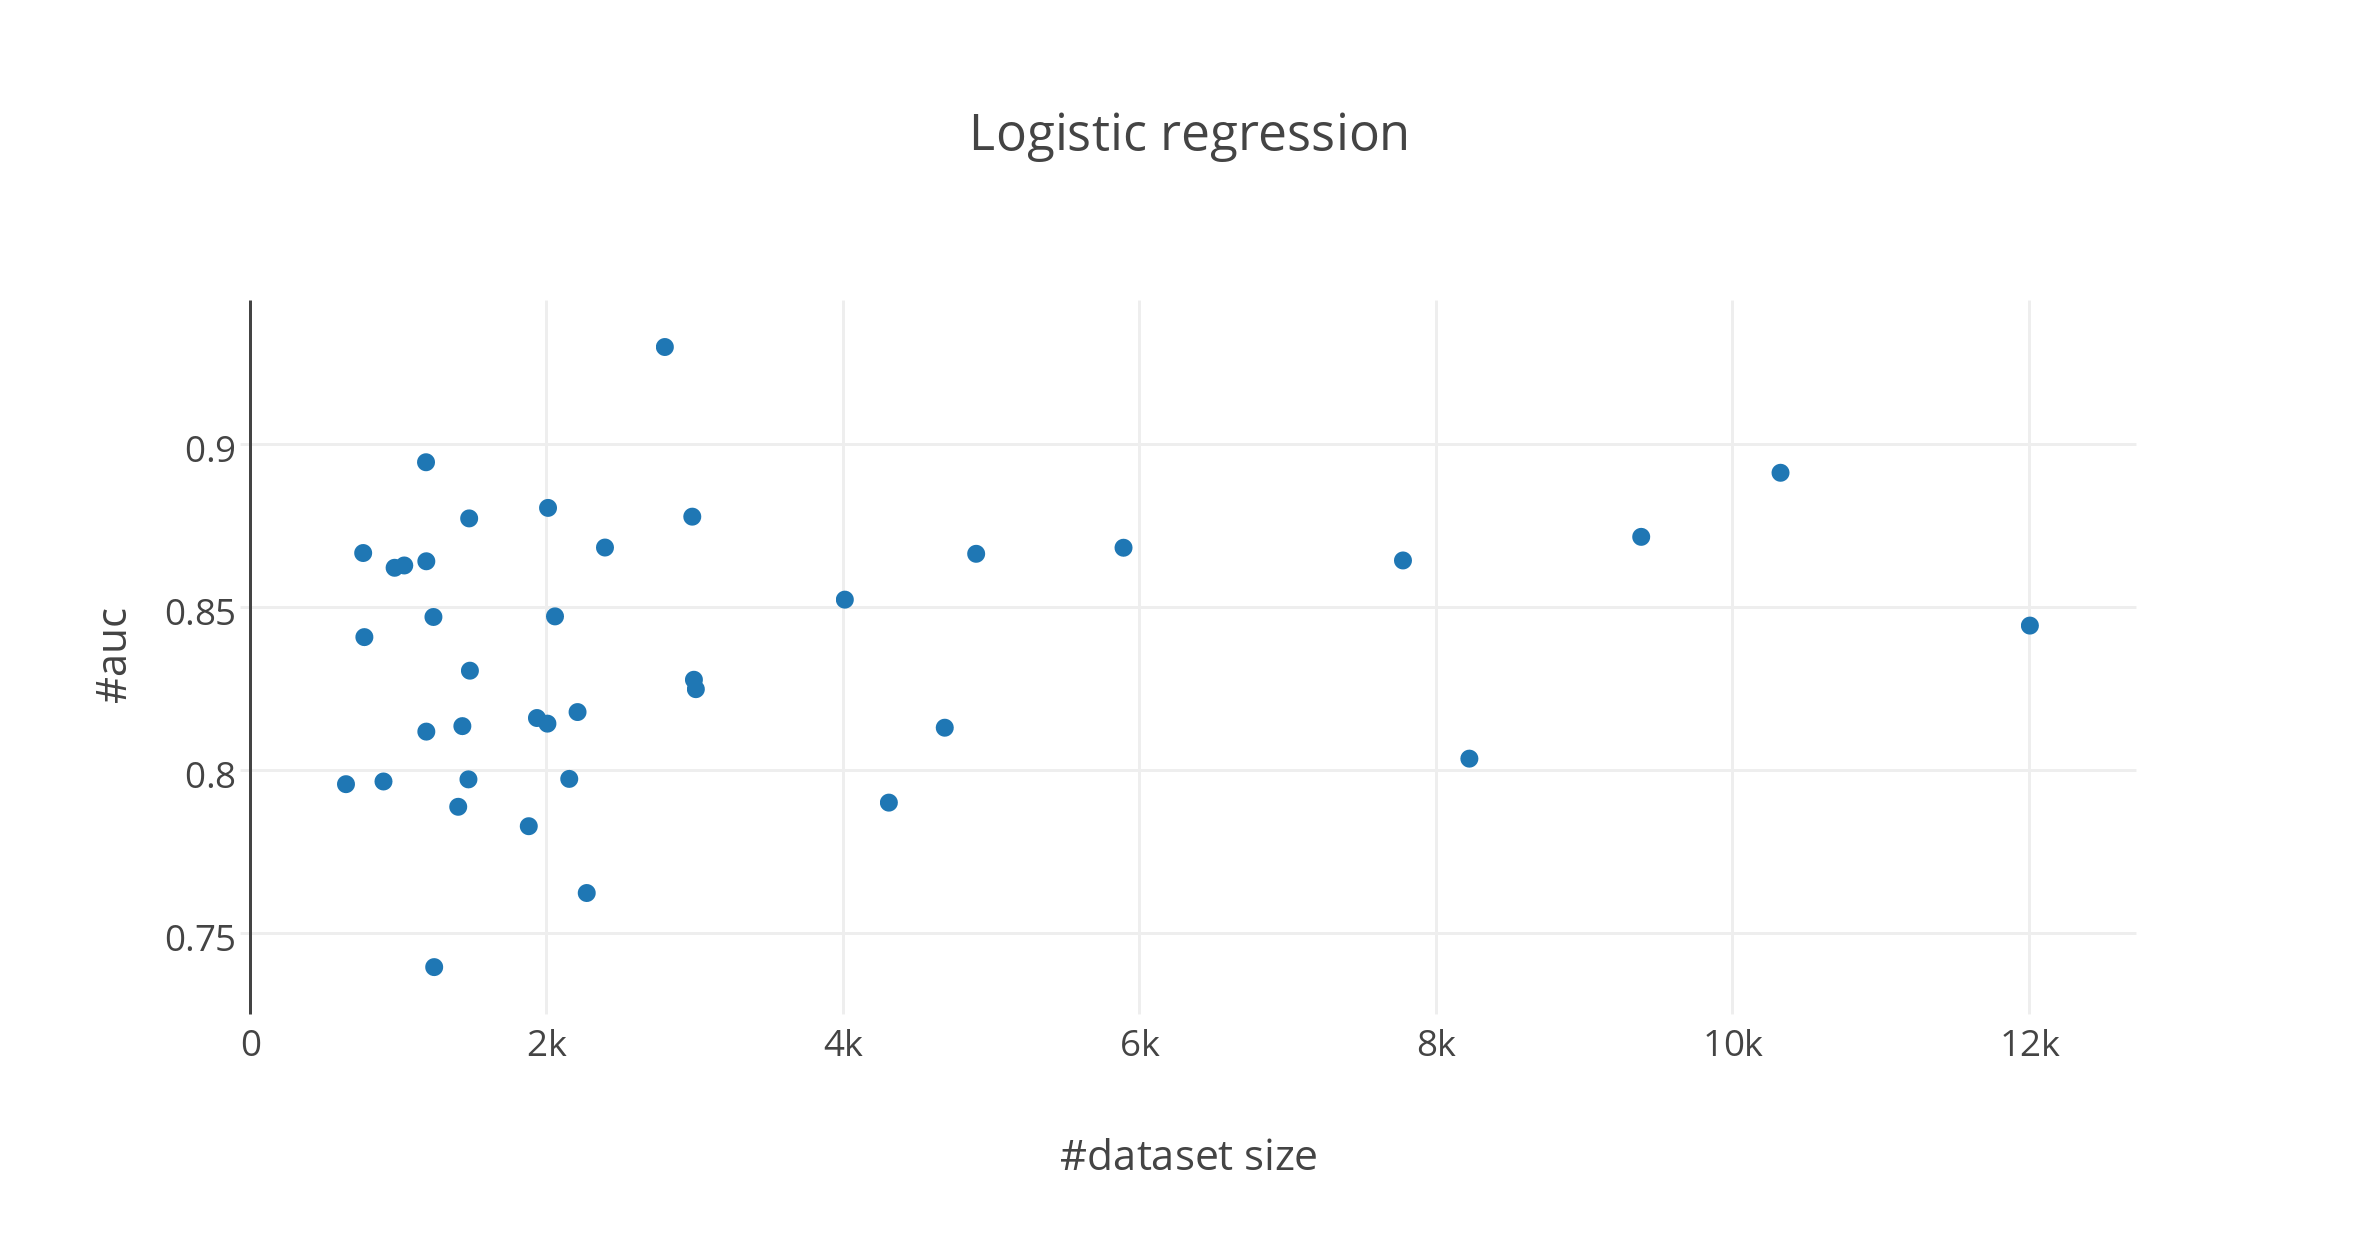 Logistic regression
0.9
0.85
0.8
0.75
#auc
0 2k 4k 6k 8k 10k 12k
#dataset size